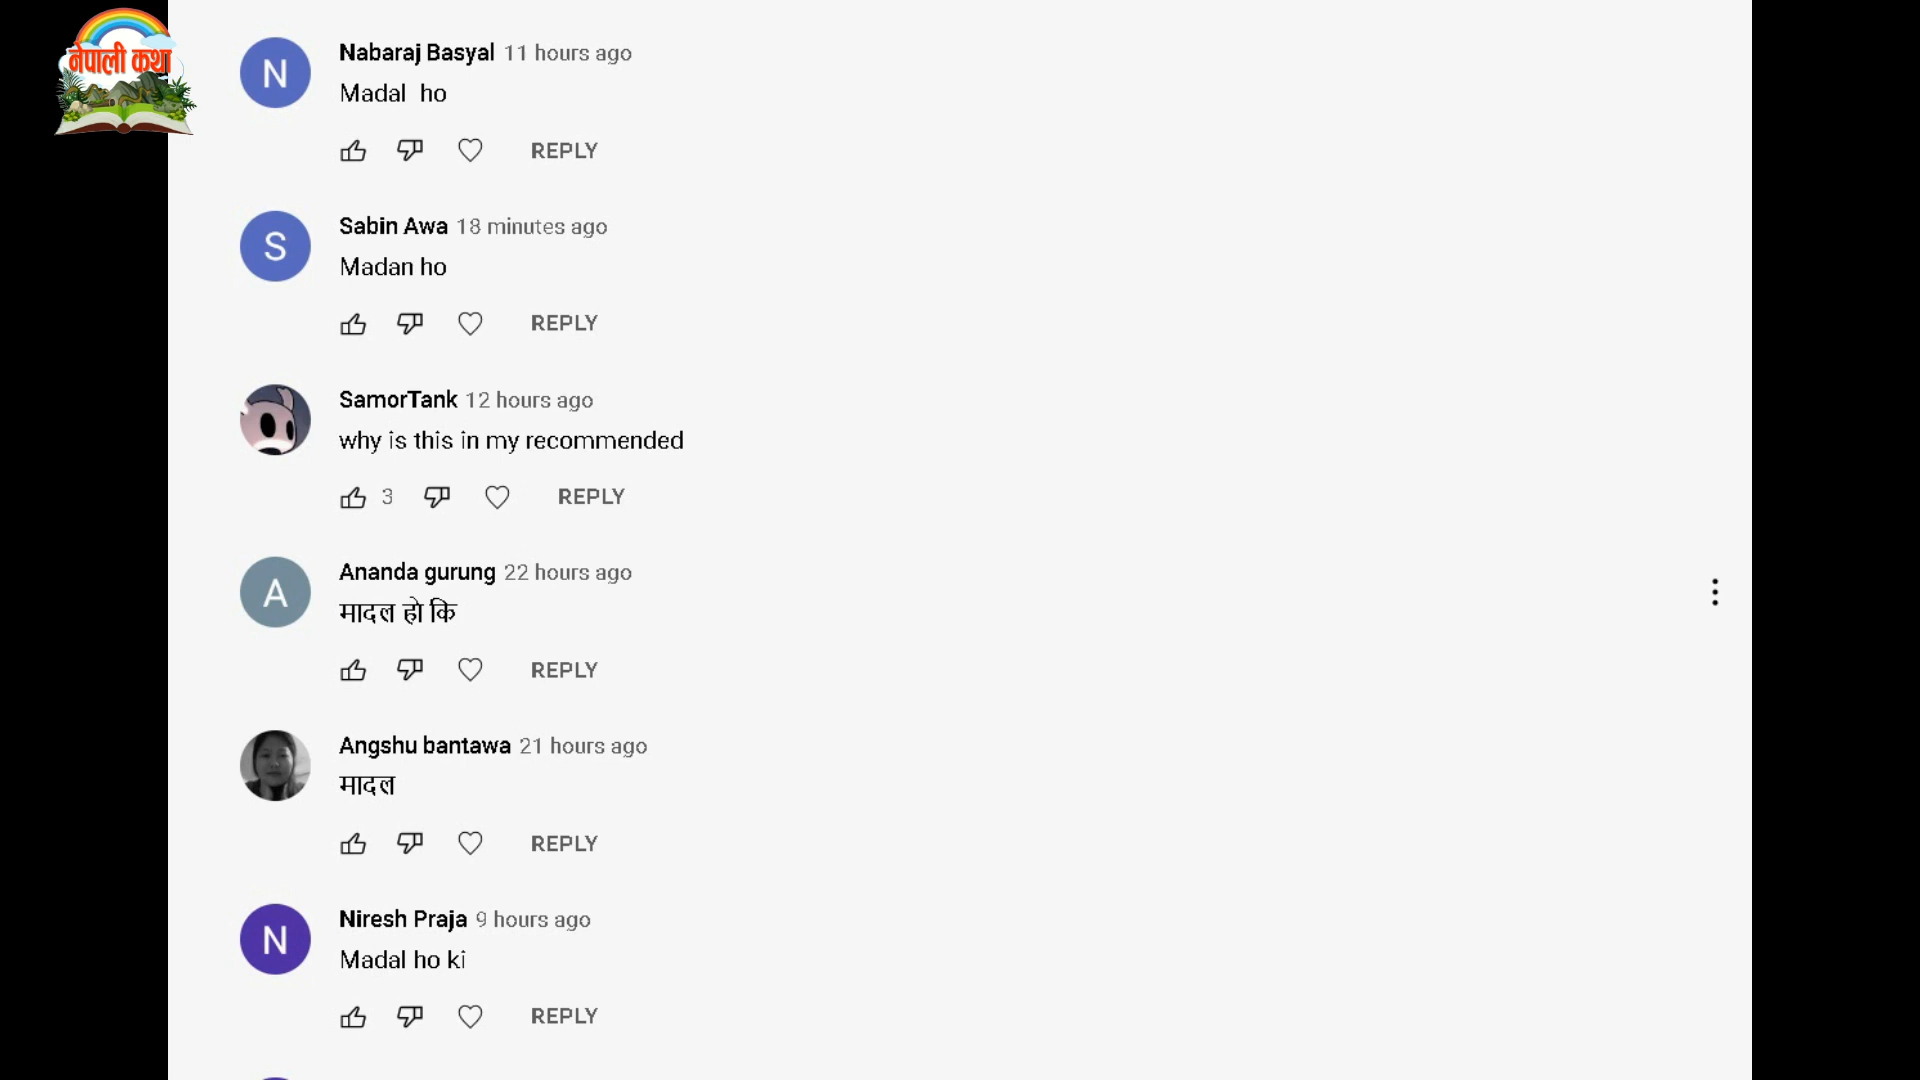 नेपाली कथा
N
Nabaraj Basyal 11 hours ago
Madal ho
REPLY
S
Sabin Awa 18 minutes ago
Madan ho
REPLY
SamorTank 12 hours ago
why is this in my recommended
3 REPLY
A
Ananda gurung 22 hours ago
मादल हो कि
REPLY
Angshu bantawa 21 hours ago
मादल
REPLY
N
Niresh Praja 9 hours ago
Madal ho ki
REPLY